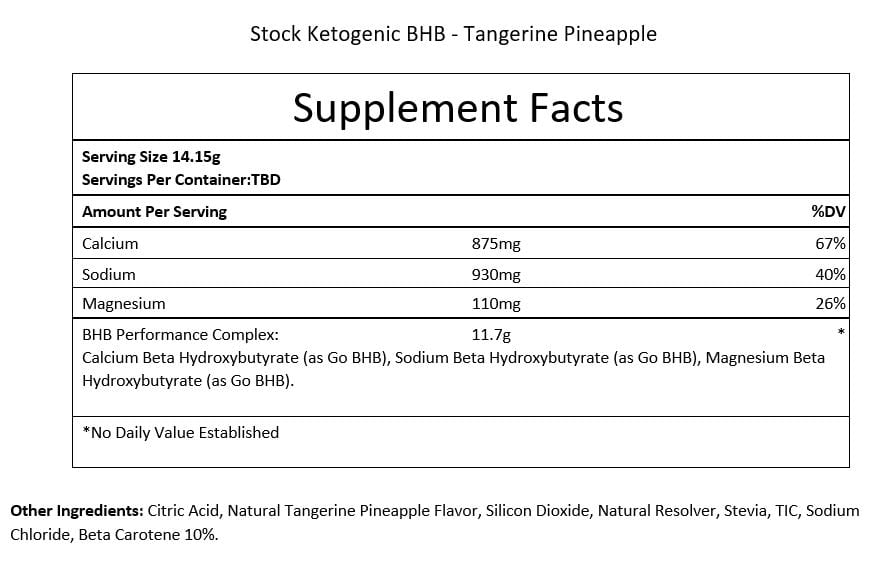 Stock Ketogenic BHB - Tangerine Pineapple
Supplement Facts
Serving Size 14.15g
Servings Per Container:TBD
Amount Per Serving %DV
Calcium 875mg 67%
Sodium 930mg 40%
Magnesium 110mg 26%
BHB Performance Complex: 11.7g *
Calcium Beta Hydroxybutyrate (as Go BHB), Sodium Beta Hydroxybutyrate (as Go BHB), Magnesium Beta
Hydroxybutyrate (as Go BHB).
*No Daily Value Established
Other Ingredients: Citric Acid, Natural Tangerine Pineapple Flavor, Silicon Dioxide, Natural Resolver, Stevia, TIC, Sodium
Chloride, Beta Carotene 10%.